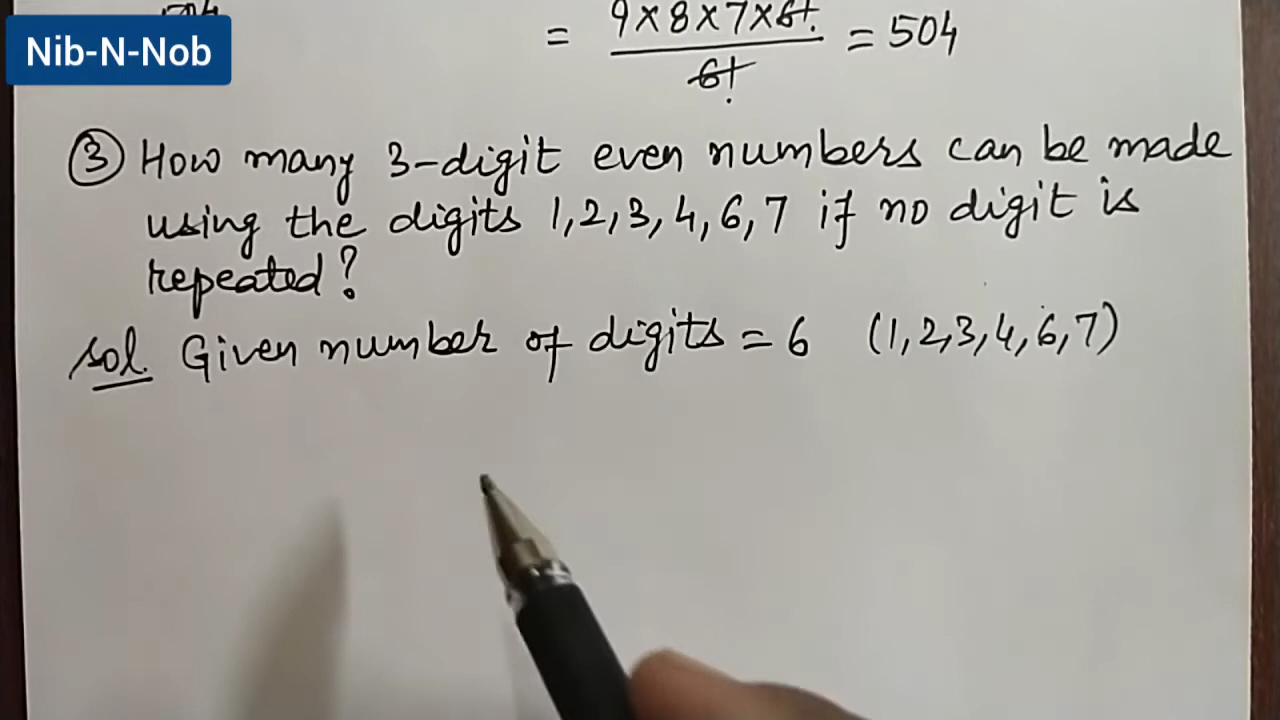 Nib-N-Nob
= 9×8×7×6! / 6! = 504
③ How many 3-digit even numbers can be made
using the digits 1,2,3,4,6,7 if no digit is
repeated?
Sol. Given number of digits = 6 (1,2,3,4,6,7)